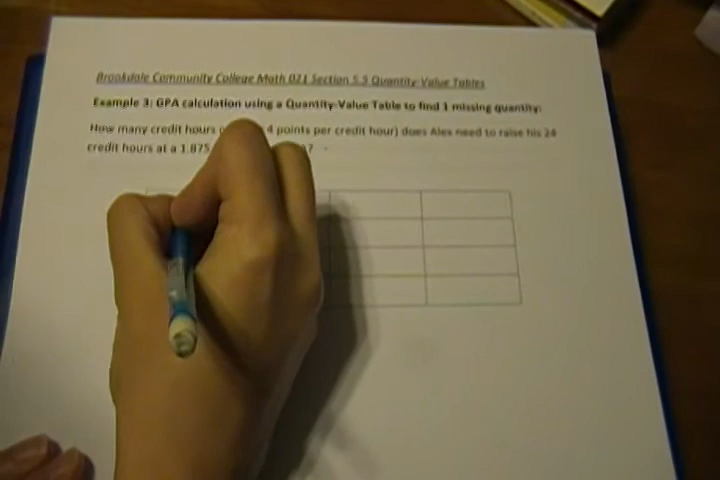 Brookdale Community College Math 021 Section 5.5 Quantity-Value Tables
Example 3: GPA calculation using a Quantity-Value Table to find 1 missing quantity:
How many credit hours 4 points per credit hour) does Alex need to raise his 24
credit hours at a 1.875 ?